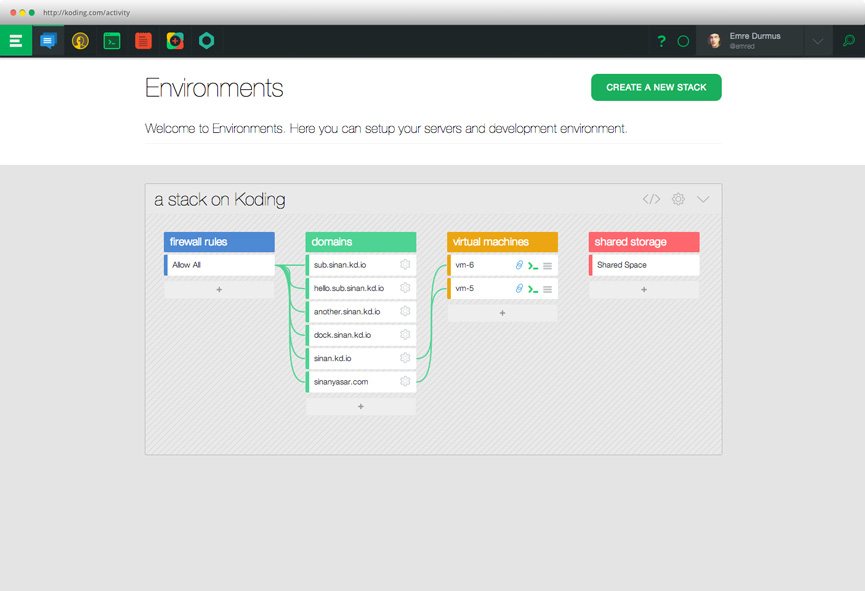 http://koding.com/activity
?
Emre Durmus
@emred
Environments
CREATE A NEW STACK
Welcome to Environments. Here you can setup your servers and development environment.
a stack on Koding
firewall rules
Allow All
+
domains
sub.sinan.kd.io
hello.sub.sinan.kd.io
another.sinan.kd.io
dock.sinan.kd.io
sinan.kd.io
sinanyasar.com
+
virtual machines
vm-6
vm-5
+
shared storage
Shared Space
+